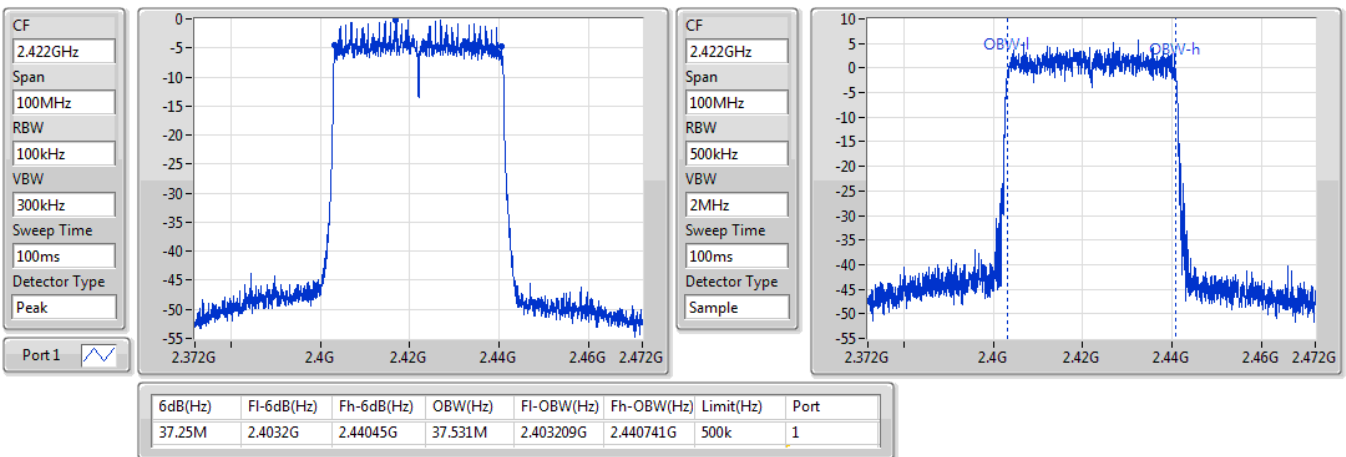 CF
2.422GHz
Span
100MHz
RBW
100kHz
VBW
300kHz
Sweep Time
100ms
Detector Type
Peak
Port 1
0
-5
-10
-15
-20
-25
-30
-35
-40
-45
-50
-55
2.372G 2.4G 2.42G 2.44G 2.46G 2.472G
CF
2.422GHz
Span
100MHz
RBW
500kHz
VBW
2MHz
Sweep Time
100ms
Detector Type
Sample
10
5
0
-5
-10
-15
-20
-25
-30
-35
-40
-45
-50
-55
OBW-l OBW-h
2.372G 2.4G 2.42G 2.44G 2.46G 2.472G
6dB(Hz) Fl-6dB(Hz) Fh-6dB(Hz) OBW(Hz) Fl-OBW(Hz) Fh-OBW(Hz) Limit(Hz) Port
37.25M 2.4032G 2.44045G 37.531M 2.403209G 2.440741G 500k 1